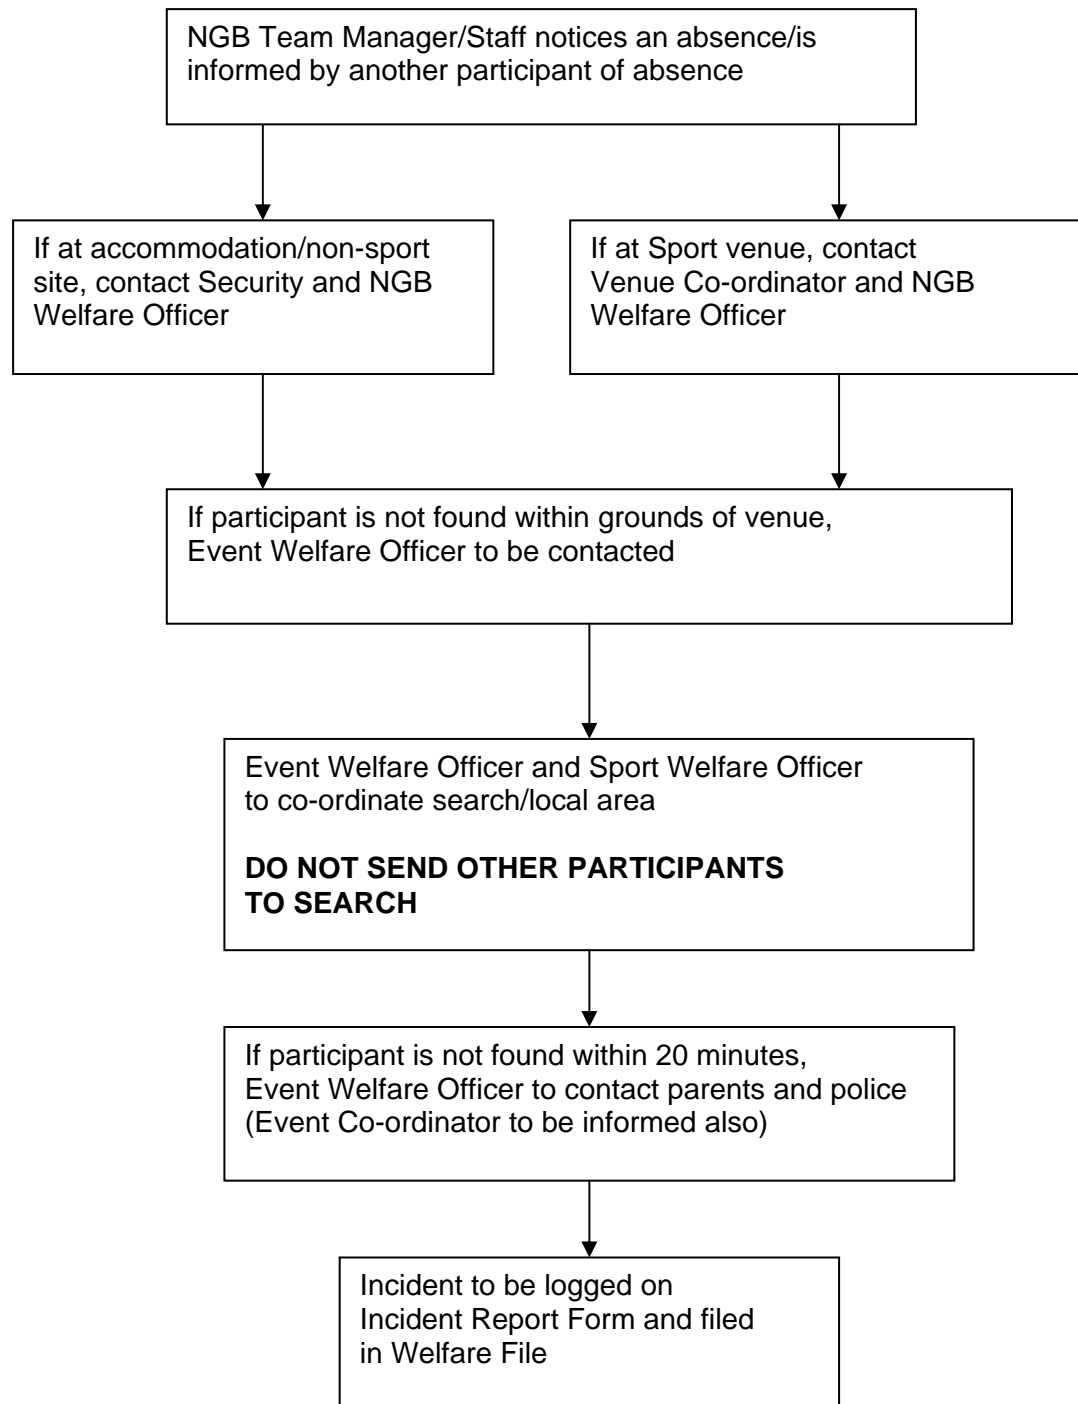 NGB Team Manager/Staff notices an absence/is
informed by another participant of absence
If at accommodation/non-sport
site, contact Security and NGB
Welfare Officer
If at Sport venue, contact
Venue Co-ordinator and NGB
Welfare Officer
If participant is not found within grounds of venue,
Event Welfare Officer to be contacted
Event Welfare Officer and Sport Welfare Officer
to co-ordinate search/local area
DO NOT SEND OTHER PARTICIPANTS
TO SEARCH
If participant is not found within 20 minutes,
Event Welfare Officer to contact parents and police
(Event Co-ordinator to be informed also)
Incident to be logged on
Incident Report Form and filed
in Welfare File